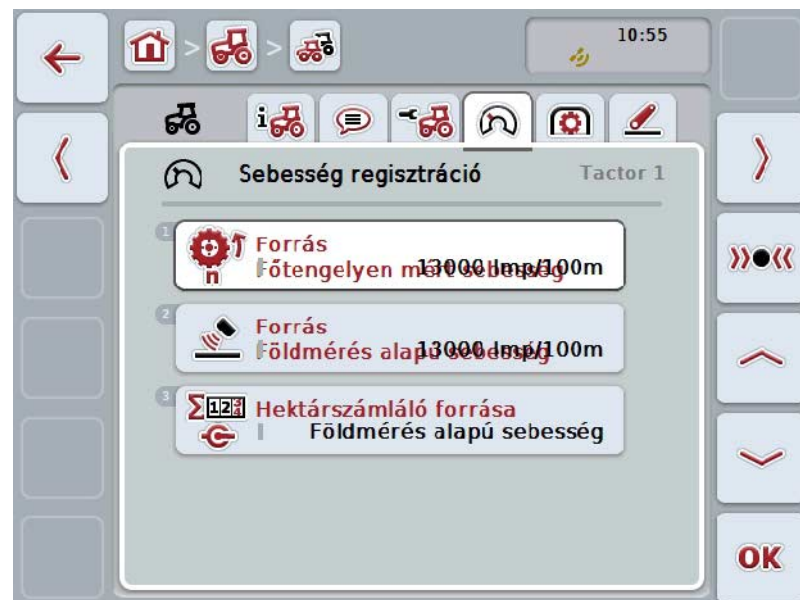 10:55
i
Sebesség regisztráció
Tactor 1
1
Forrás
Főtengelyen mért sebesség
13000 Imp/100m
n
2
Forrás
Földmérés alapú sebesség
13000 Imp/100m
3
Σ123
Hektárszámláló forrása
Földmérés alapú sebesség
OK